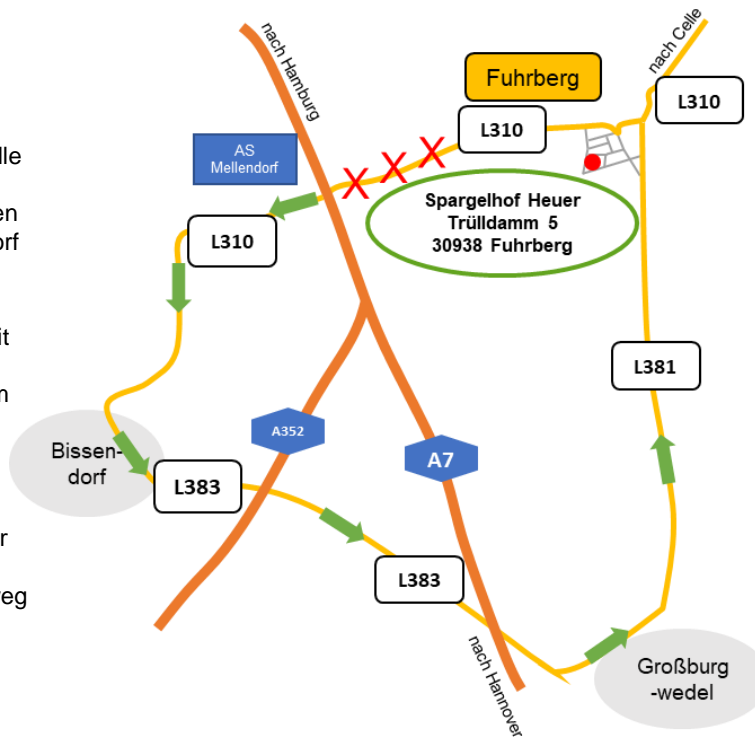 nach Hamburg
nach Celle
Fuhrberg
L310
L310
AS
Mellendorf
Spargelhof Heuer
Trülldamm 5
30938 Fuhrberg
L310
L381
A352
Bissen-
dorf
A7
L383
L383
nach Hannover
Großburg
-wedel